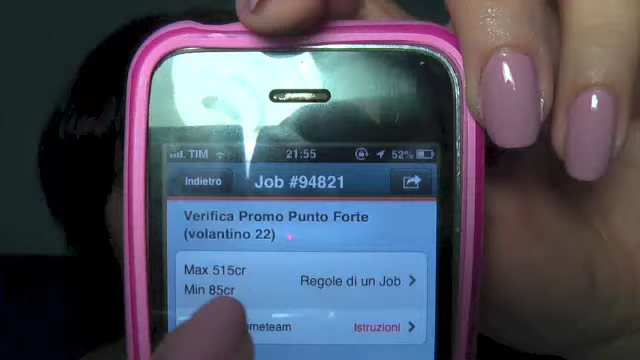 TIM 21:55 52%
Indietro Job #94821
Verifica Promo Punto Forte
(volantino 22)
Max 515cr
Min 85cr
Regole di un Job
Istruzioni